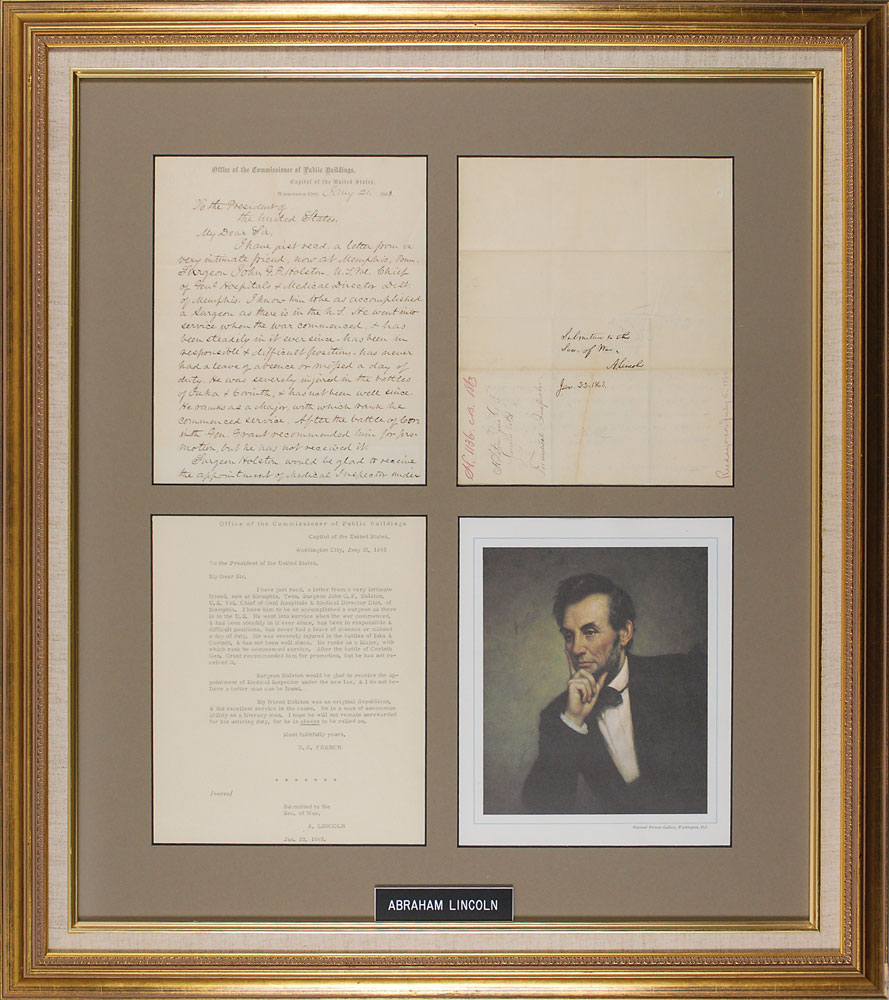 Office of the Commissioner of Public Buildings,
Capitol of the United States,
Washington City, Jany 21, 1863.
To the President of
the United States.
My Dear Sir,
I have just read, a letter from a
very intimate friend, now at Memphis, Tenn.
Surgeon John G. F. Holston, U.S. Vol. Chief
of Genl Hospitals & Medical Director Dist.
of Memphis. I know him to be as accomplished
a Surgeon as there is in the U.S. He went into
service when the war commenced, & has
been steadily in it ever since, has been in
responsible & difficult positions, has never
had a leave of absence or missed a day of
duty. He was severely injured in the battles
of Iuka & Corinth, & has not been well since.
He ranks as a Major, with which rank he
commenced service. After the battle of Cor-
inth Gen. Grant recommended him for pro-
motion, but he has not received it.
Surgeon Holston would be glad to receive
the appointment of Medical Inspector under
Submitted to the
Sec. of War.
A. Lincoln
Jan. 23. 1863.
Office of the Commissioner of Public Buildings
Capitol of the United States,
Washington City, Jany 21, 1863
To the President of the United States.
My Dear Sir,
I have just read, a letter from a very intimate
friend, now at Memphis, Tenn. Surgeon John G. F. Holston,
U.S. Vol. Chief of Genl Hospitals & Medical Director Dist. of
Memphis. I know him to be as accomplished a surgeon as there
is in the U.S. He went into service when the war commenced,
& has been steadily in it ever since, has been in responsible &
difficult positions, has never had a leave of absence or missed
a day of duty. He was severely injured in the battles of Iuka &
Corinth, & has not been well since. He ranks as a Major, with
which rank he commenced service. After the battle of Corinth
Gen. Grant recommended him for promotion, but he has not re-
ceived it.
Surgeon Holston would be glad to receive the ap-
pointment of Medical Inspector under the new law, & I do not be-
lieve a better man can be found.
My friend Holston was an original Republican,
& did excellent service in the cause. He is a man of
ability as a literary man. I hope he will not remain unrewarded
for his untiring duty, for he is always to be relied on.
Most faithfully yours,
B. B. FRENCH
* * * * * * *
/verso/
Submitted to the
Sec. of War.
A. LINCOLN
Jan. 23, 1863.
National Portrait Gallery, Washington, D.C.
ABRAHAM LINCOLN